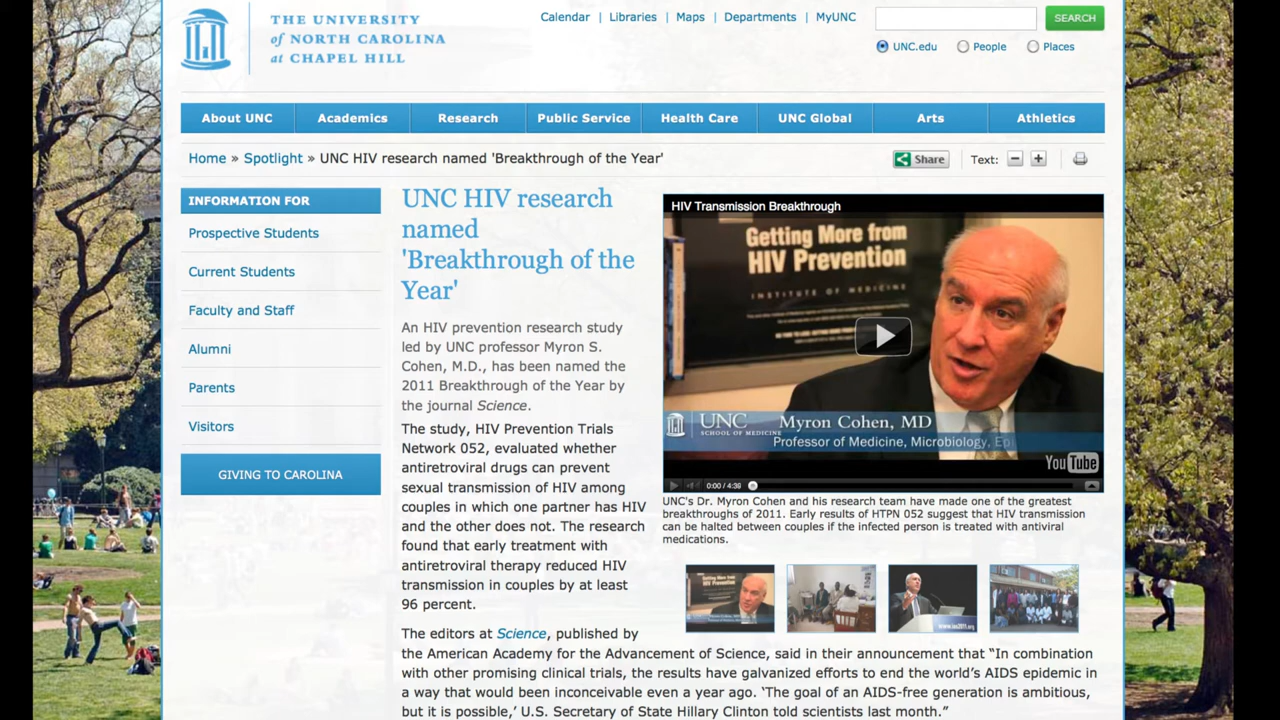 THE UNIVERSITY
of NORTH CAROLINA
at CHAPEL HILL
Calendar | Libraries | Maps | Departments | MyUNC
SEARCH
UNC.edu People Places
About UNC Academics Research Public Service Health Care UNC Global Arts Athletics
Home » Spotlight » UNC HIV research named 'Breakthrough of the Year'
Share Text:
INFORMATION FOR
Prospective Students
Current Students
Faculty and Staff
Alumni
Parents
Visitors
GIVING TO CAROLINA
UNC HIV research
named
'Breakthrough of the
Year'
An HIV prevention research study
led by UNC professor Myron S.
Cohen, M.D., has been named the
2011 Breakthrough of the Year by
the journal Science.
The study, HIV Prevention Trials
Network 052, evaluated whether
antiretroviral drugs can prevent
sexual transmission of HIV among
couples in which one partner has HIV
and the other does not. The research
found that early treatment with
antiretroviral therapy reduced HIV
transmission in couples by at least
96 percent.
HIV Transmission Breakthrough
Getting More from
HIV Prevention
INSTITUTE OF MEDICINE
UNC
SCHOOL OF MEDICINE
Myron Cohen, MD
Professor of Medicine, Microbiology, Ep
YouTube
0:00 / 4:38
UNC's Dr. Myron Cohen and his research team have made one of the greatest
breakthroughs of 2011. Early results of HTPN 052 suggest that HIV transmission
can be halted between couples if the infected person is treated with antiviral
medications.
Getting More from
HIV Prevention
www.ias2011.org
The editors at Science, published by
the American Academy for the Advancement of Science, said in their announcement that “In combination
with other promising clinical trials, the results have galvanized efforts to end the world’s AIDS epidemic in
a way that would been inconceivable even a year ago. ‘The goal of an AIDS-free generation is ambitious,
but it is possible,’ U.S. Secretary of State Hillary Clinton told scientists last month.”